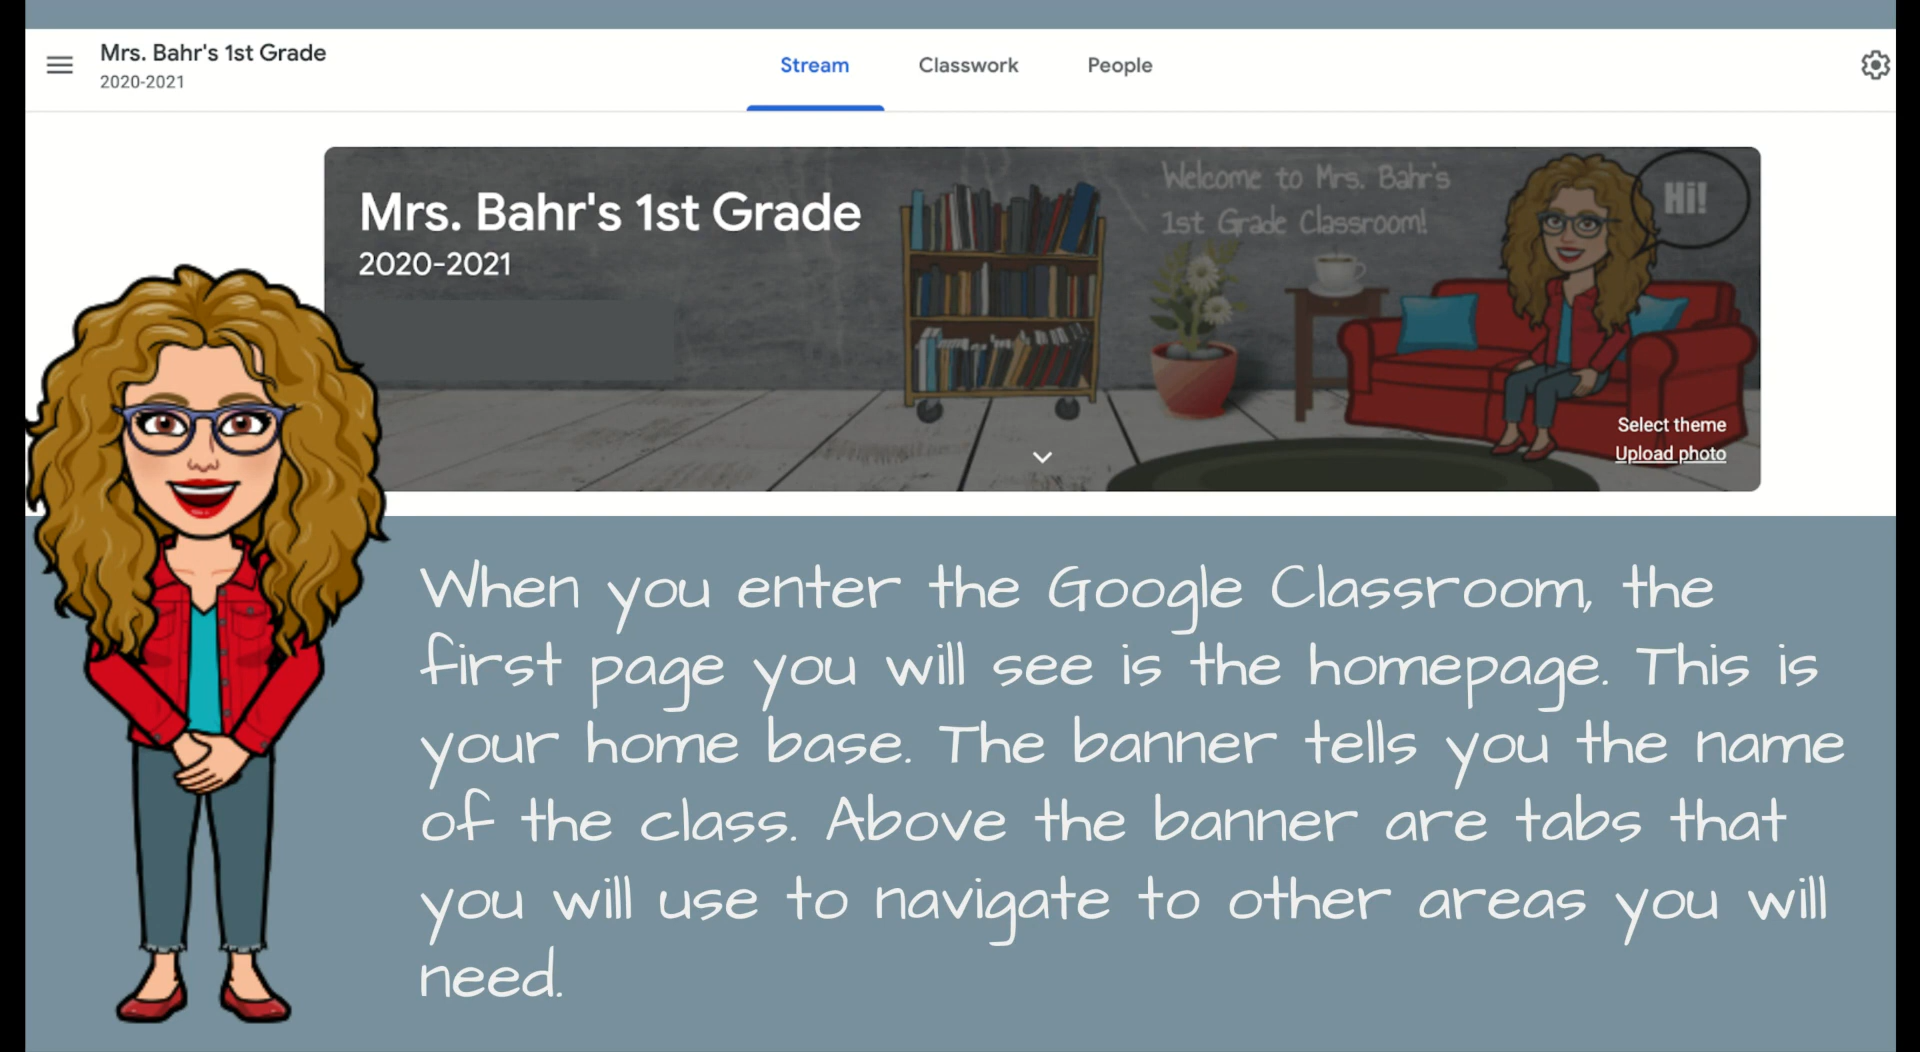 Mrs. Bahr's 1st Grade
2020-2021
Stream
Classwork
People
Mrs. Bahr's 1st Grade
2020-2021
Welcome to Mrs. Bahr's
1st Grade Classroom!
Hi!
Select theme
Upload photo
When you enter the Google Classroom, the
first page you will see is the homepage. This is
your home base. The banner tells you the name
of the class. Above the banner are tabs that
you will use to navigate to other areas you will
need.